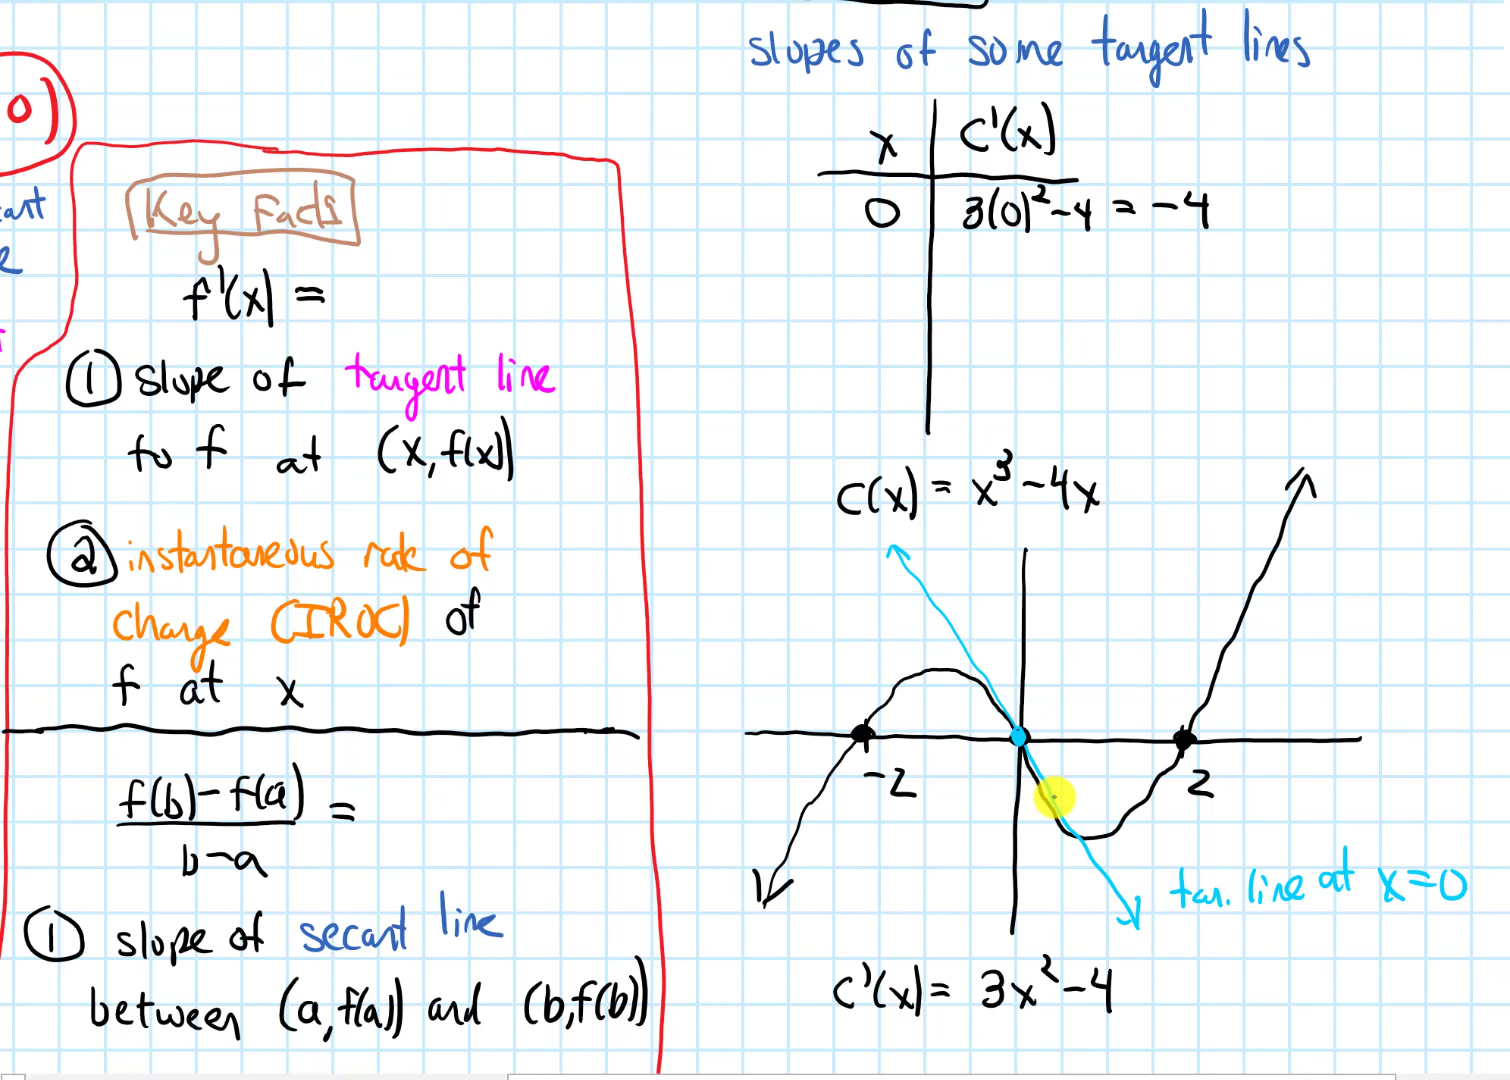 0)
Key Facts
f'(x) =
① slope of tangent line
to f at (x, f(x))
② instantaneous rate of
change (IROC) of
f at x
f(b) - f(a) =
b - a
① slope of secant line
between (a, f(a)) and (b, f(b))
slopes of some tangent lines
x C'(x)
0 3(0)² - 4 = -4
C(x) = x³ - 4x
-2
2
tan. line at x = 0
C'(x) = 3x² - 4